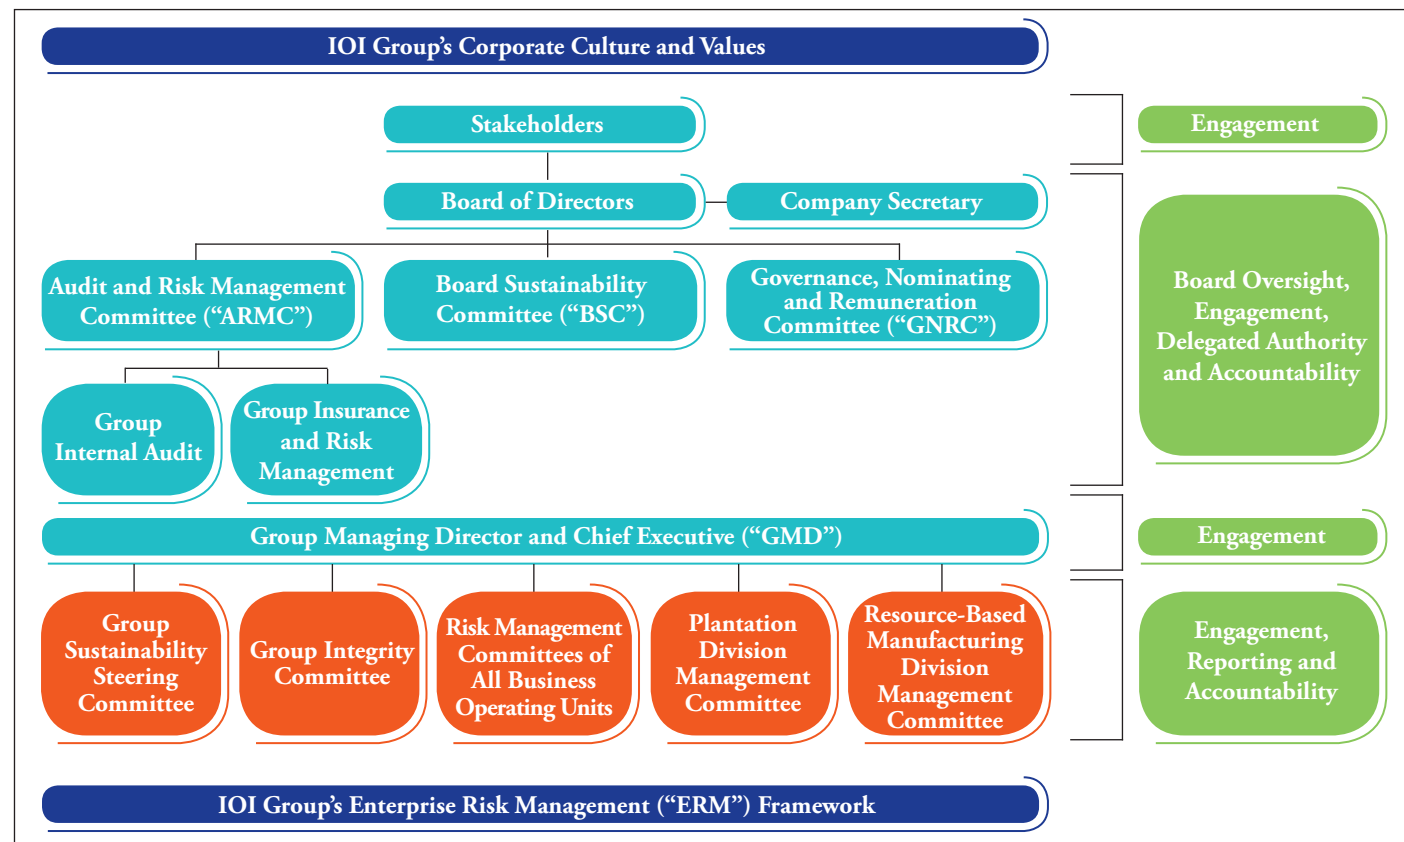 IOI Group's Corporate Culture and Values
Stakeholders
Engagement
Board of Directors
Company Secretary
Audit and Risk Management
Committee (“ARMC”)
Board Sustainability
Committee (“BSC”)
Governance, Nominating
and Remuneration
Committee (“GNRC”)
Board Oversight,
Engagement,
Delegated Authority
and Accountability
Group
Internal Audit
Group Insurance
and Risk
Management
Group Managing Director and Chief Executive (“GMD”)
Engagement
Group
Sustainability
Steering
Committee
Group Integrity
Committee
Risk Management
Committees of
All Business
Operating Units
Plantation
Division
Management
Committee
Resource-Based
Manufacturing
Division
Management
Committee
Engagement,
Reporting and
Accountability
IOI Group's Enterprise Risk Management (“ERM”) Framework